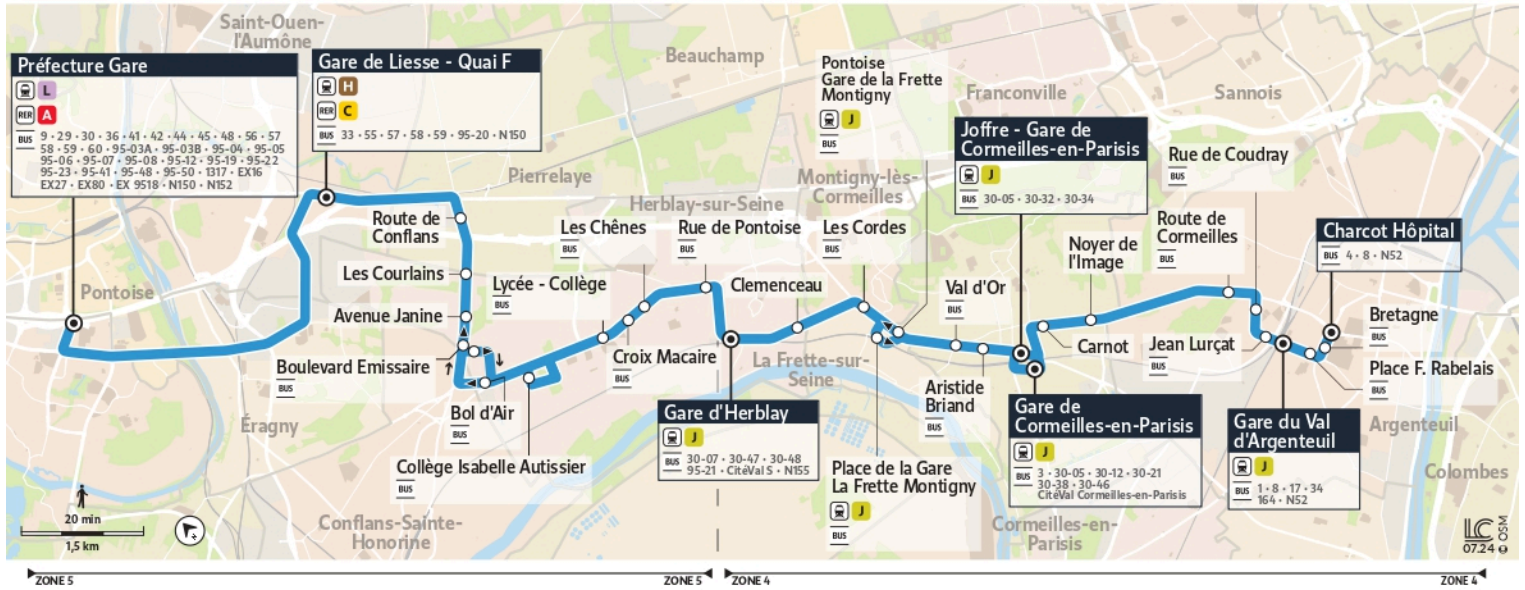 Saint-Ouen-
l'Aumône
Préfecture Gare
L
RER A
BUS 9 • 29 • 30 • 36 • 41 • 42 • 44 • 45 • 48 • 56 • 57
58 • 59 • 60 • 95-03A • 95-03B • 95-04 • 95-05
95-06 • 95-07 • 95-08 • 95-12 • 95-19 • 95-22
95-23 • 95-41 • 95-48 • 95-50 • 1317 • EX16
EX27 • EX80 • EX 9518 • N150 • N152
Gare de Liesse - Quai F
H
RER C
BUS 33 • 55 • 57 • 58 • 59 • 95-20 • N150
Beauchamp
Pontoise
Gare de la Frette
Montigny
J
BUS
Franconville
Sannois
Joffre - Gare de
Cormeilles-en-Parisis
J
BUS 30-05 • 30-32 • 30-34
Rue de Coudray
BUS
Pierrelaye
Herblay-sur-Seine
Montigny-lès-
Cormeilles
Route de
Conflans
Les Chênes
BUS
Rue de Pontoise
BUS
Les Cordes
BUS
Noyer de
l'Image
Route de
Cormeilles
BUS
Charcot Hôpital
BUS 4 • 8 • N52
Pontoise
Les Courlains
Lycée - Collège
BUS
Clemenceau
Val d'Or
BUS
Avenue Janine
Bretagne
BUS
Boulevard Emissaire
BUS
Croix Macaire
BUS
La Frette-sur-
Seine
Carnot
Jean Lurçat
BUS
Place F. Rabelais
BUS
Bol d'Air
BUS
Aristide
Briand
BUS
Éragny
Gare d'Herblay
J
BUS 30-07 • 30-47 • 30-48
95-21 • CitéVal S • N155
Gare de
Cormeilles-en-Parisis
J
BUS 3 • 30-05 • 30-12 • 30-21
30-38 • 30-46
CitéVal Cormeilles-en-Parisis
Gare du Val
d'Argenteuil
J
BUS 1 • 8 • 17 • 34
164 • N52
Argenteuil
Colombes
Collège Isabelle Autissier
BUS
Place de la Gare
La Frette Montigny
J
BUS
Conflans-Sainte-
Honorine
Cormeilles-en-
Parisis
20 min
1,5 km
LC
07.24 © OSM
ZONE 5 ZONE 5 ZONE 4 ZONE 4